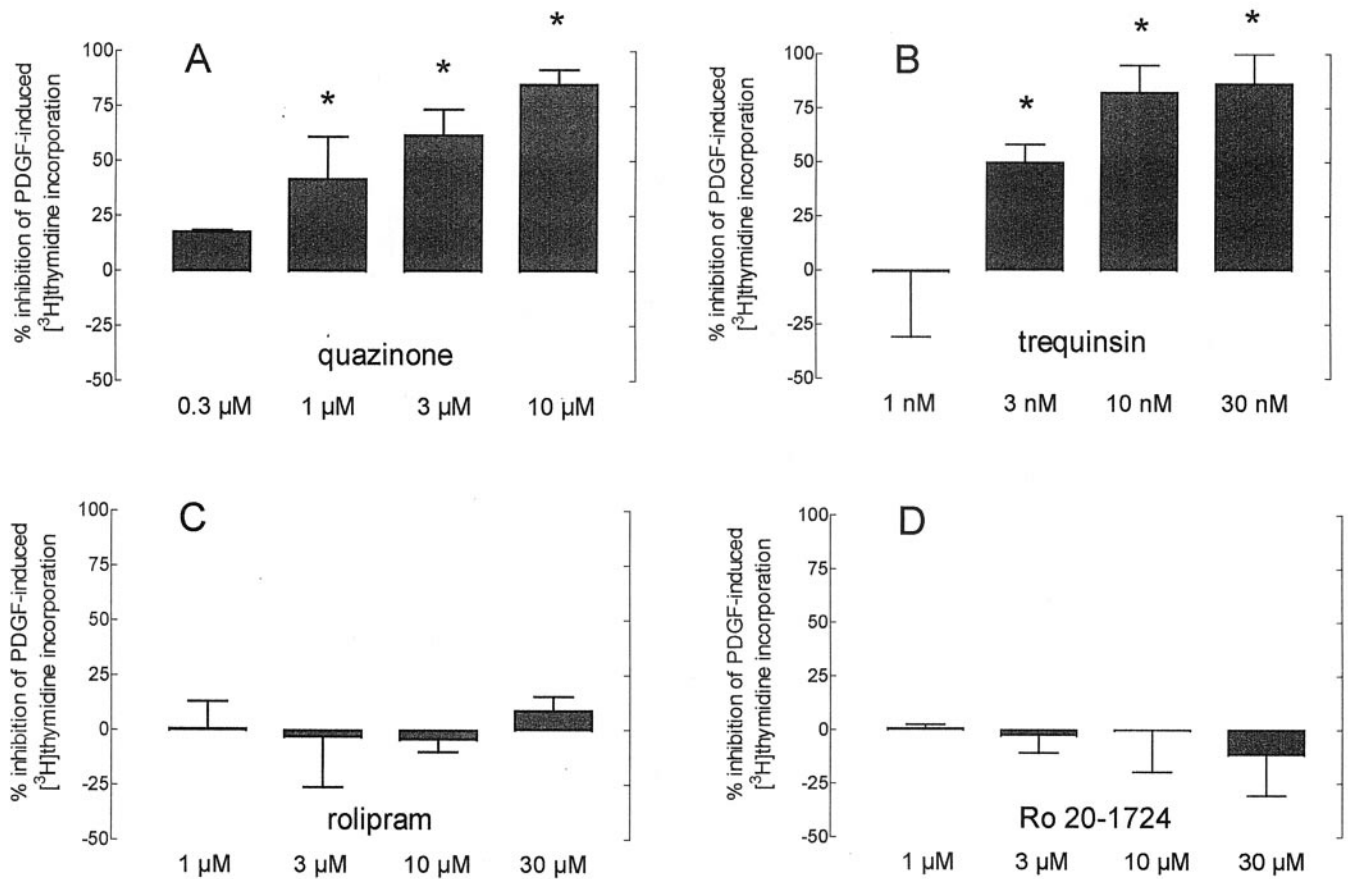 A
% inhibition of PDGF-induced
[³H]thymidine incorporation
100
75
50
25
0
-25
-50
*
*
*
quazinone
0.3 µM
1 µM
3 µM
10 µM
B
% inhibition of PDGF-induced
[³H]thymidine incorporation
100
75
50
25
0
-25
-50
*
*
*
trequinsin
1 nM
3 nM
10 nM
30 nM
C
% inhibition of PDGF-induced
[³H]thymidine incorporation
100
75
50
25
0
-25
-50
rolipram
1 µM
3 µM
10 µM
30 µM
D
% inhibition of PDGF-induced
[³H]thymidine incorporation
100
75
50
25
0
-25
-50
Ro 20-1724
1 µM
3 µM
10 µM
30 µM